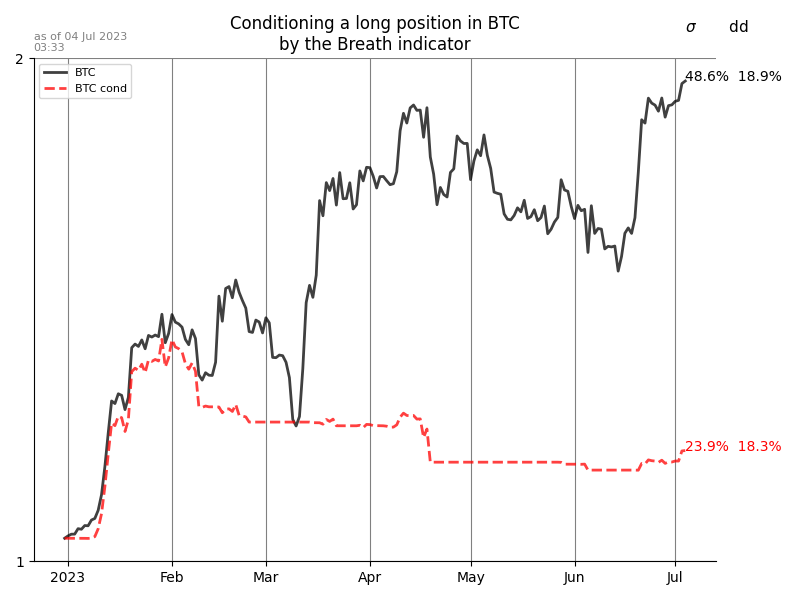 Conditioning a long position in BTC
by the Breath indicator
σ dd
as of 04 Jul 2023
03:33
2
BTC
BTC cond
48.6% 18.9%
23.9% 18.3%
1
2023 Feb Mar Apr May Jun Jul